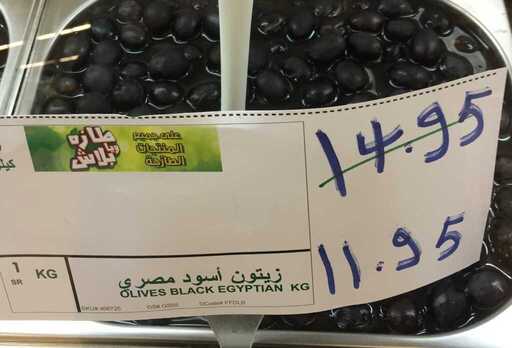 طازه
وبلاش
على جميع
المنتجات
الطازجة
14.95
11.95
1 KG
SR
زيتون أسود مصري
OLIVES BLACK EGYPTIAN KG